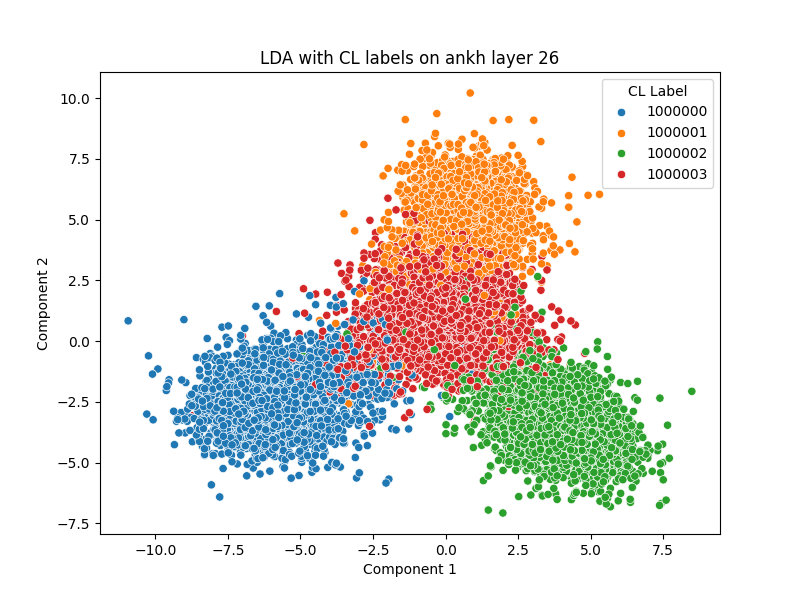 LDA with CL labels on ankh layer 26
CL Label
1000000
1000001
1000002
1000003
10.0
7.5
5.0
2.5
0.0
−2.5
−5.0
−7.5
Component 2
−10.0 −7.5 −5.0 −2.5 0.0 2.5 5.0 7.5
Component 1